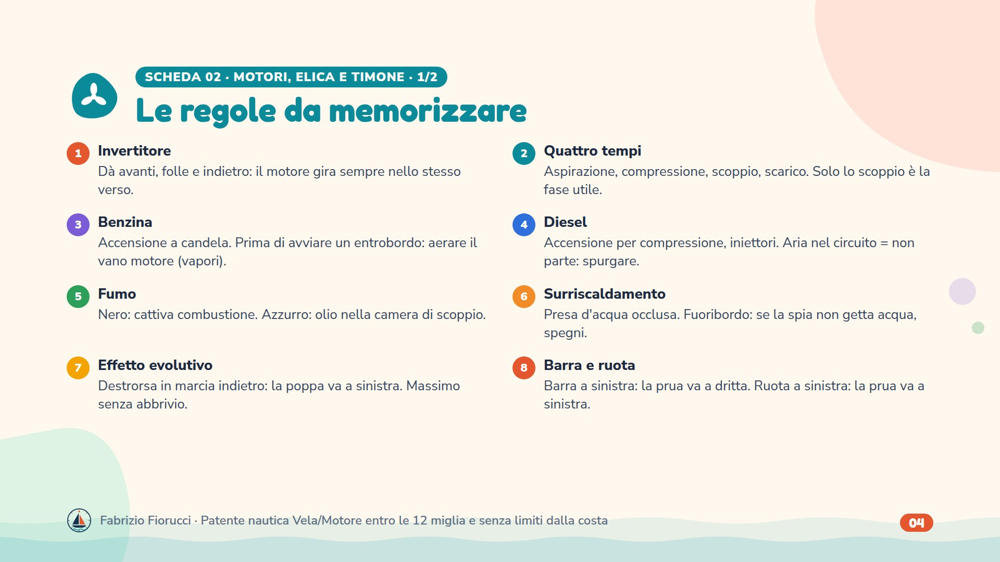 SCHEDA 02 · MOTORI, ELICA E TIMONE · 1/2
Le regole da memorizzare
1
Invertitore
Dà avanti, folle e indietro: il motore gira sempre nello stesso
verso.
2
Quattro tempi
Aspirazione, compressione, scoppio, scarico. Solo lo scoppio è la
fase utile.
3
Benzina
Accensione a candela. Prima di avviare un entrobordo: aerare il
vano motore (vapori).
4
Diesel
Accensione per compressione, iniettori. Aria nel circuito = non
parte: spurgare.
5
Fumo
Nero: cattiva combustione. Azzurro: olio nella camera di scoppio.
6
Surriscaldamento
Presa d'acqua occlusa. Fuoribordo: se la spia non getta acqua,
spegni.
7
Effetto evolutivo
Destrorsa in marcia indietro: la poppa va a sinistra. Massimo
senza abbrivio.
8
Barra e ruota
Barra a sinistra: la prua va a dritta. Ruota a sinistra: la prua va a
sinistra.
Fabrizio Fiorucci · Patente nautica Vela/Motore entro le 12 miglia e senza limiti dalla costa
04